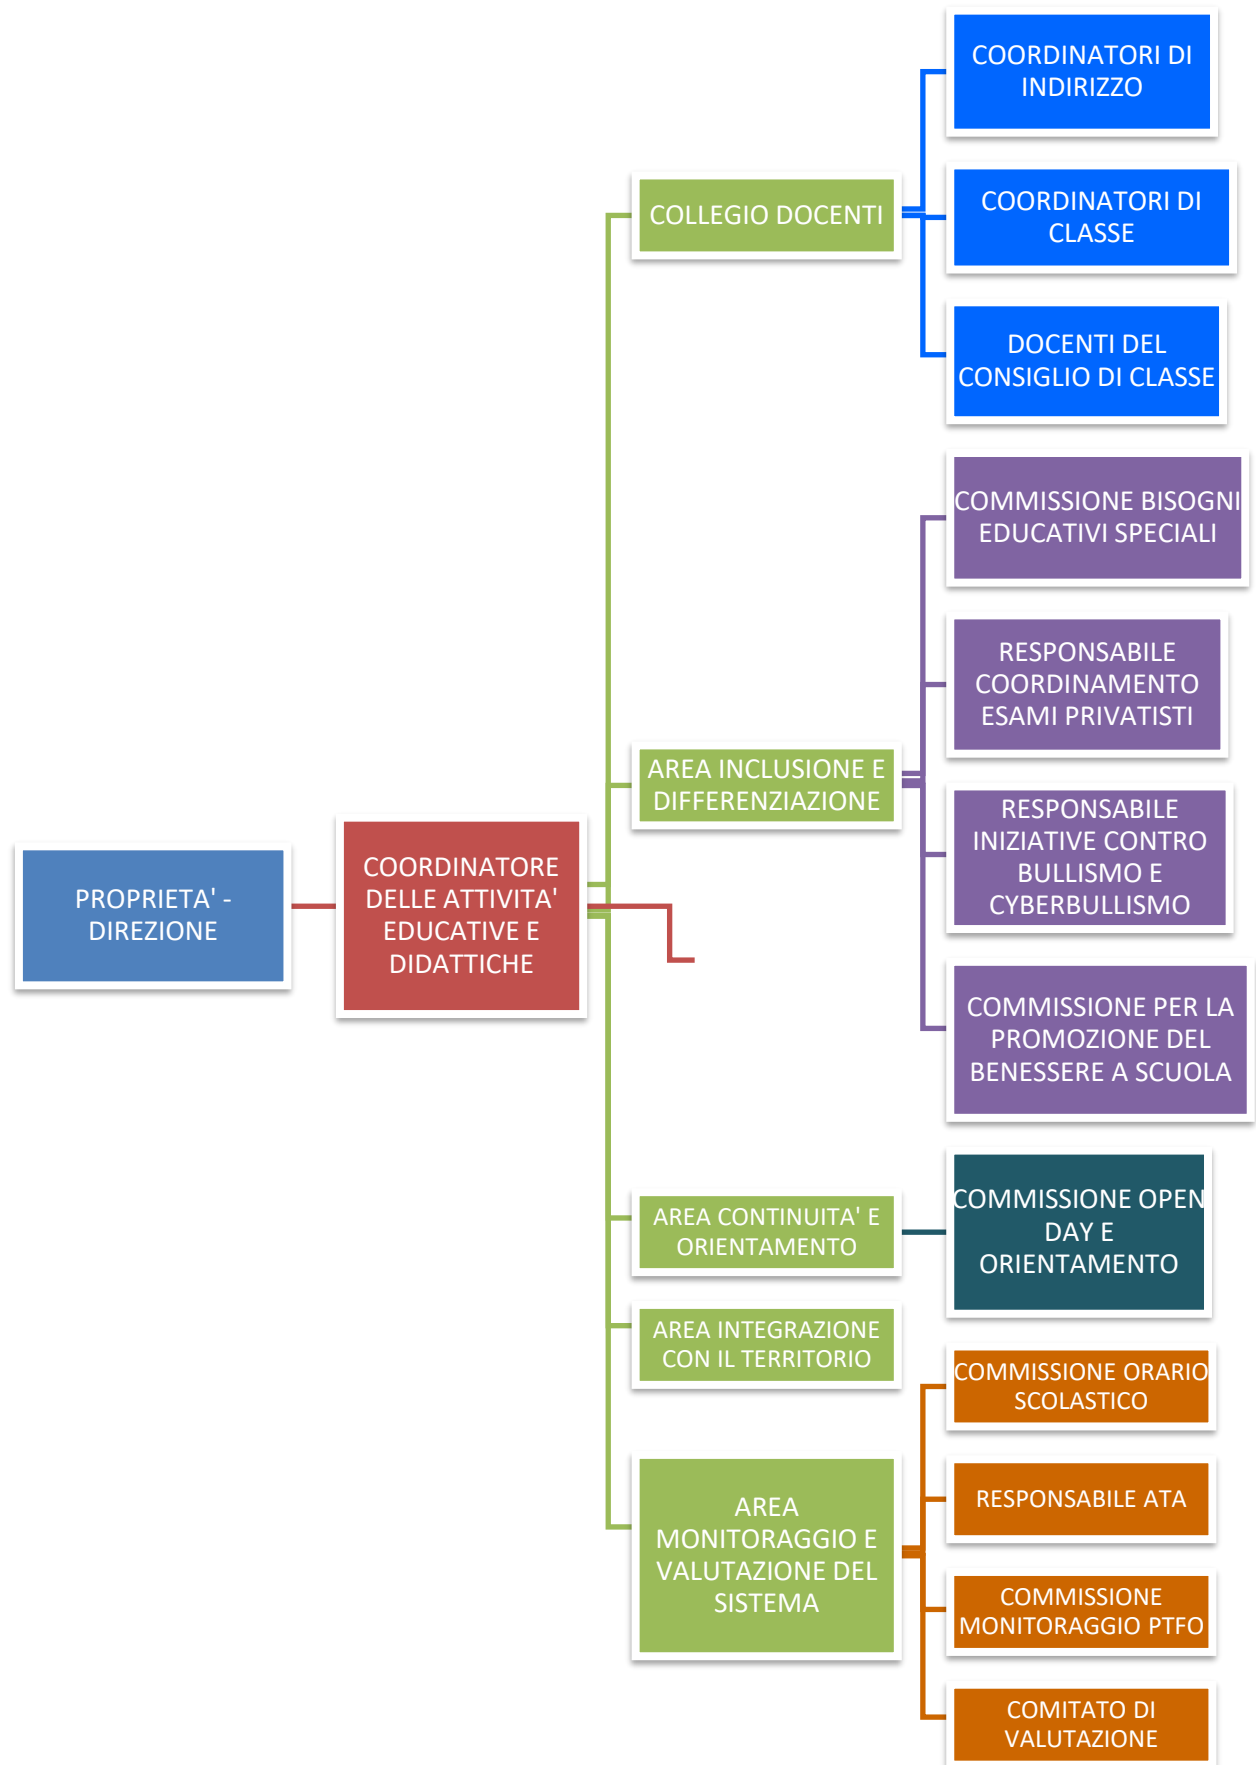 PROPRIETA' -
DIREZIONE
COORDINATORE
DELLE ATTIVITA'
EDUCATIVE E
DIDATTICHE
COLLEGIO DOCENTI
COORDINATORI DI
INDIRIZZO
COORDINATORI DI
CLASSE
DOCENTI DEL
CONSIGLIO DI CLASSE
AREA INCLUSIONE E
DIFFERENZIAZIONE
COMMISSIONE BISOGNI
EDUCATIVI SPECIALI
RESPONSABILE
COORDINAMENTO
ESAMI PRIVATISTI
RESPONSABILE
INIZIATIVE CONTRO
BULLISMO E
CYBERBULLISMO
COMMISSIONE PER LA
PROMOZIONE DEL
BENESSERE A SCUOLA
AREA CONTINUITA' E
ORIENTAMENTO
COMMISSIONE OPEN
DAY E
ORIENTAMENTO
AREA INTEGRAZIONE
CON IL TERRITORIO
AREA
MONITORAGGIO E
VALUTAZIONE DEL
SISTEMA
COMMISSIONE ORARIO
SCOLASTICO
RESPONSABILE ATA
COMMISSIONE
MONITORAGGIO PTFO
COMITATO DI
VALUTAZIONE